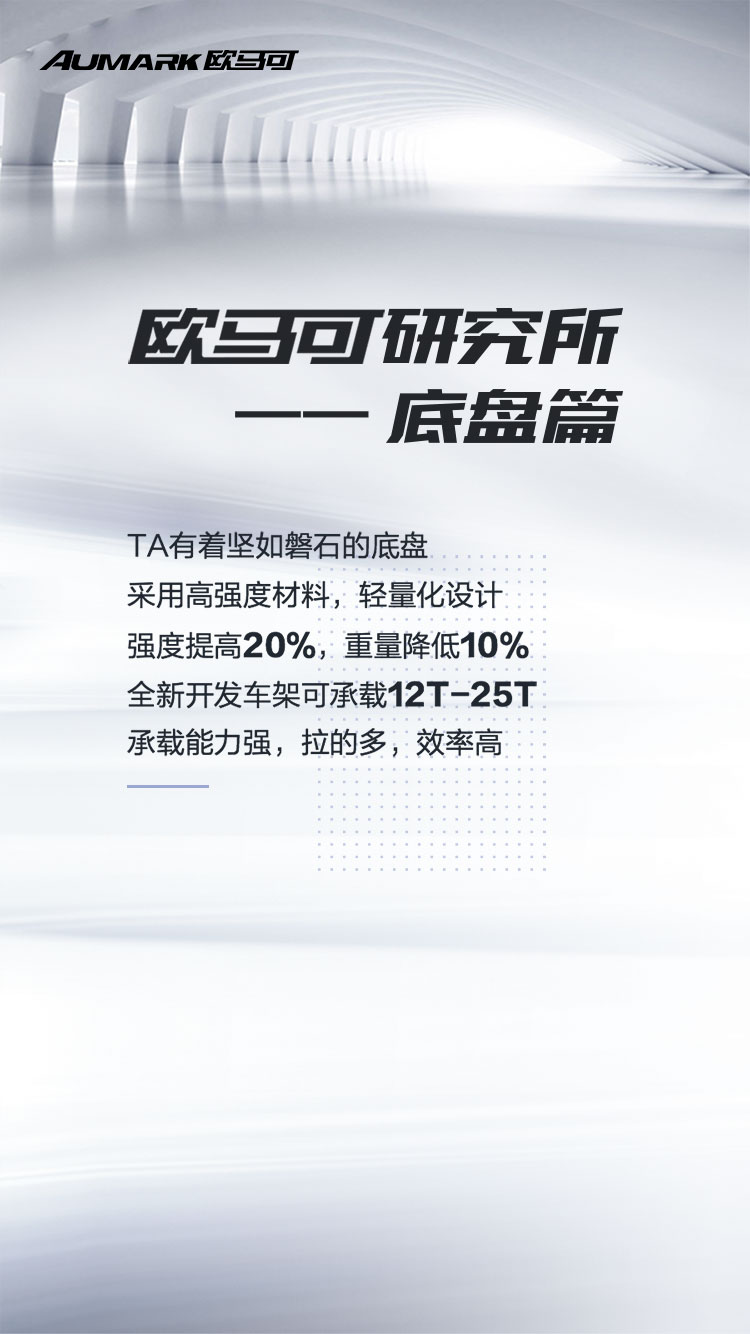 AUMARK欧马可
欧马可研究所
—— 底盘篇
TA有着坚如磐石的底盘
采用高强度材料，轻量化设计
强度提高20%，重量降低10%
全新开发车架可承载12T-25T
承载能力强，拉的多，效率高